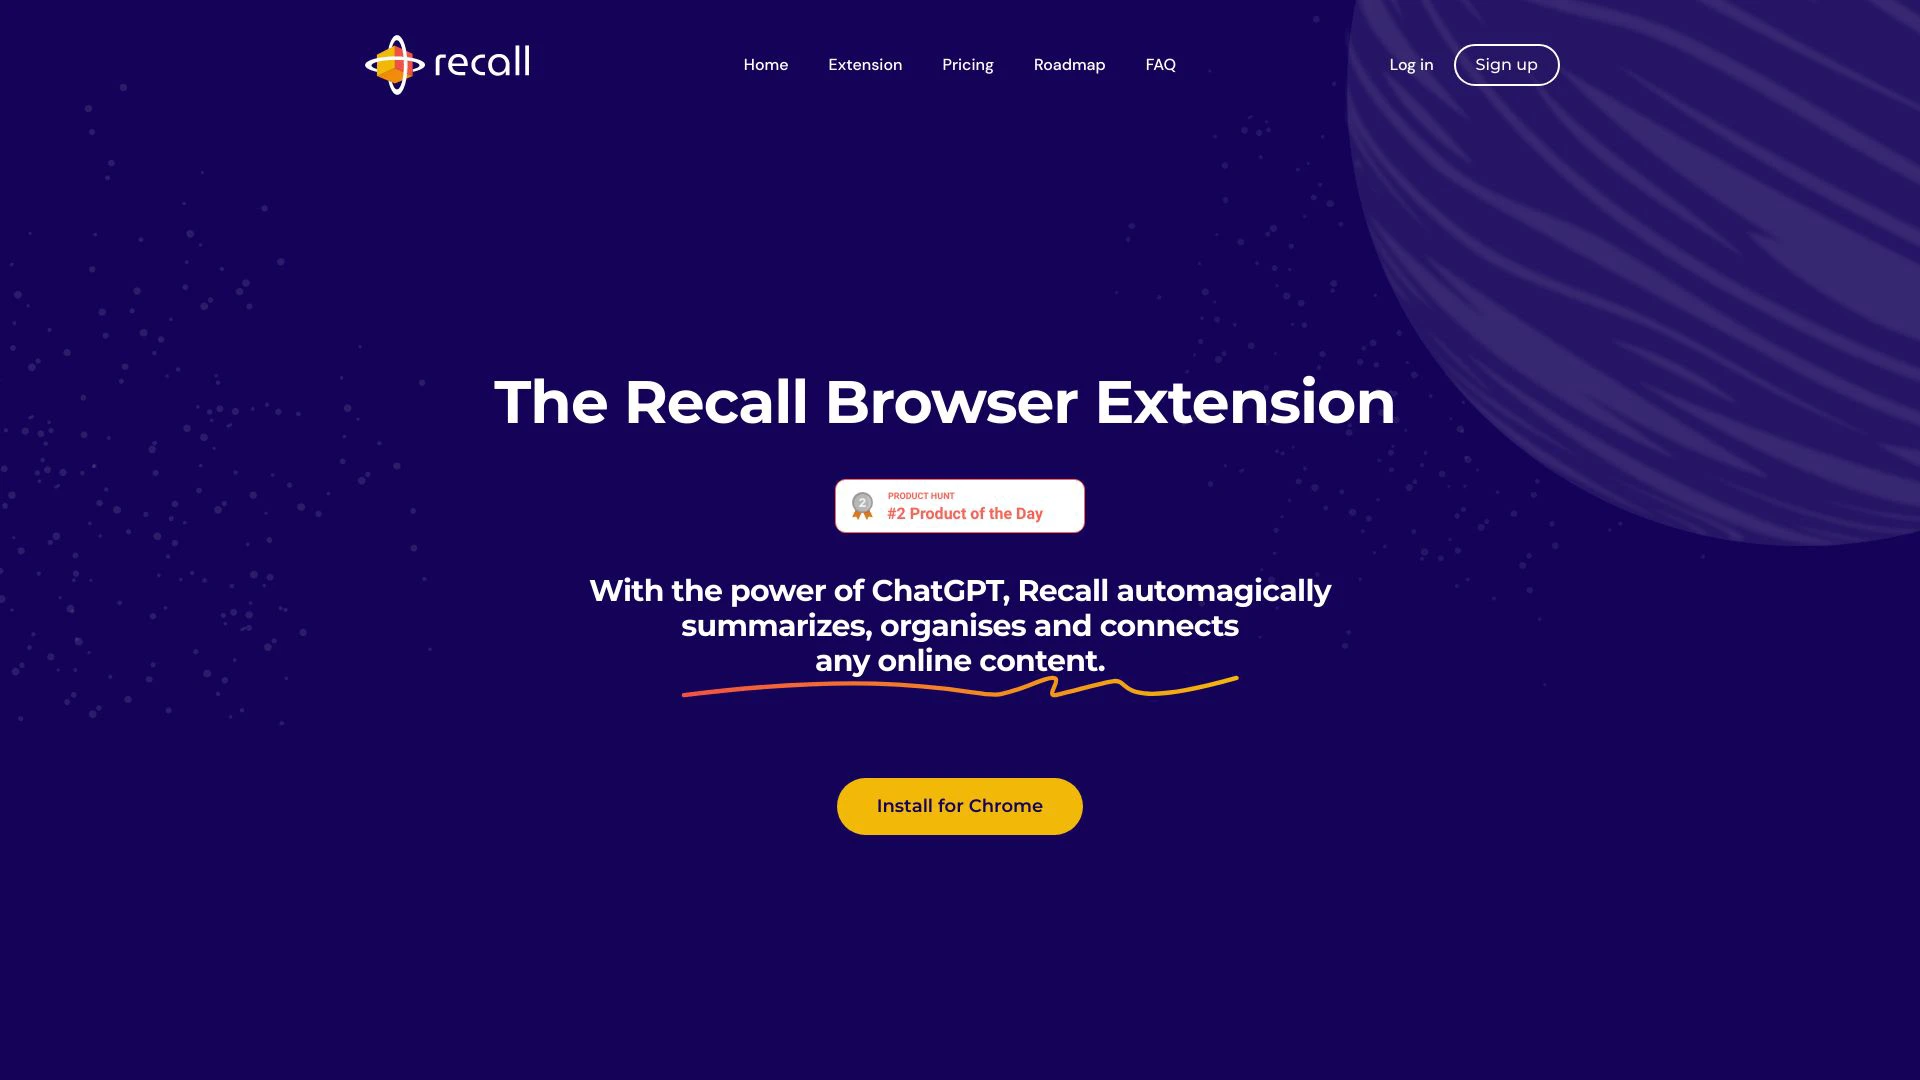 recall
Home
Extension
Pricing
Roadmap
FAQ
Log in
Sign up
The Recall Browser Extension
2
PRODUCT HUNT
#2 Product of the Day
With the power of ChatGPT, Recall automagically
summarizes, organises and connects
any online content.
Install for Chrome